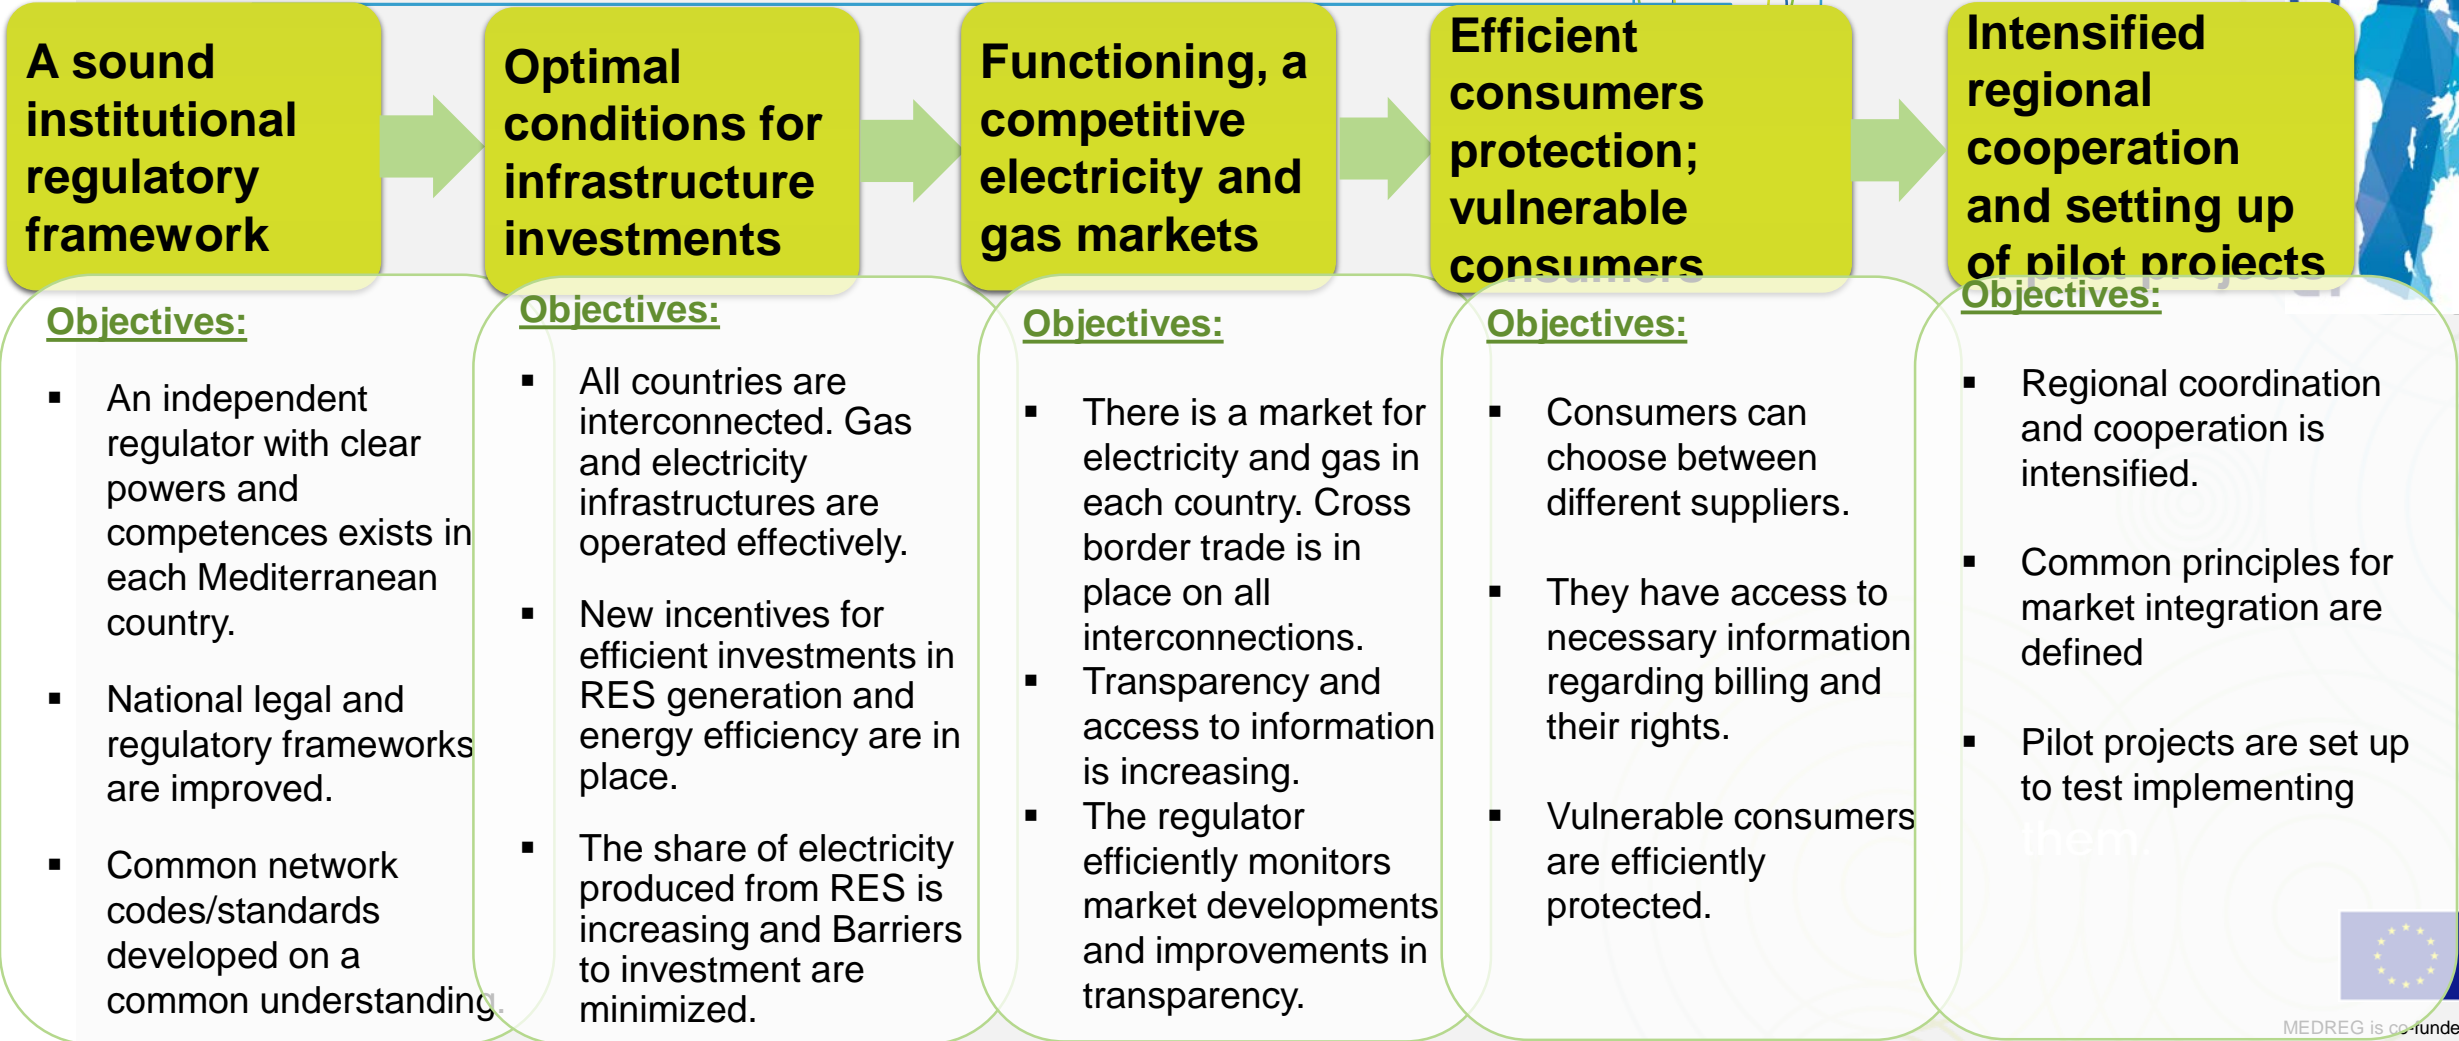 A sound
institutional
regulatory
framework
Objectives:
▪ An independent
regulator with clear
powers and
competences exists in
each Mediterranean
country.
▪ National legal and
regulatory frameworks
are improved.
▪ Common network
codes/standards
developed on a
common understanding.
Optimal
conditions for
infrastructure
investments
Objectives:
▪ All countries are
interconnected. Gas
and electricity
infrastructures are
operated effectively.
▪ New incentives for
efficient investments in
RES generation and
energy efficiency are in
place.
▪ The share of electricity
produced from RES is
increasing and Barriers
to investment are
minimized.
Functioning, a
competitive
electricity and
gas markets
Objectives:
▪ There is a market for
electricity and gas in
each country. Cross
border trade is in
place on all
interconnections.
▪ Transparency and
access to information
is increasing.
▪ The regulator
efficiently monitors
market developments
and improvements in
transparency.
Efficient
consumers
protection;
vulnerable
consumers
Objectives:
▪ Consumers can
choose between
different suppliers.
▪ They have access to
necessary information
regarding billing and
their rights.
▪ Vulnerable consumers
are efficiently
protected.
Intensified
regional
cooperation
and setting up
of pilot projects
Objectives:
▪ Regional coordination
and cooperation is
intensified.
▪ Common principles for
market integration are
defined
▪ Pilot projects are set up
to test implementing
them.
MEDREG is co-funde